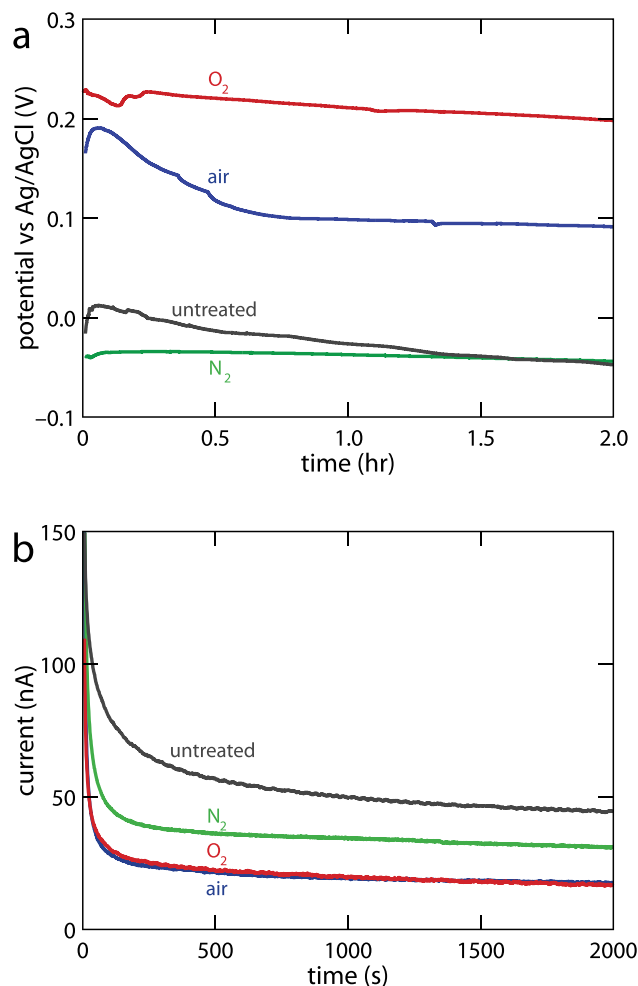 a
potential vs Ag/AgCl (V)
0.3
0.2
0.1
0.0
−0.1
O2
air
untreated
N2
0 0.5 1.0 1.5 2.0
time (hr)
b
current (nA)
150
100
50
0
untreated
N2
O2
air
0 500 1000 1500 2000
time (s)